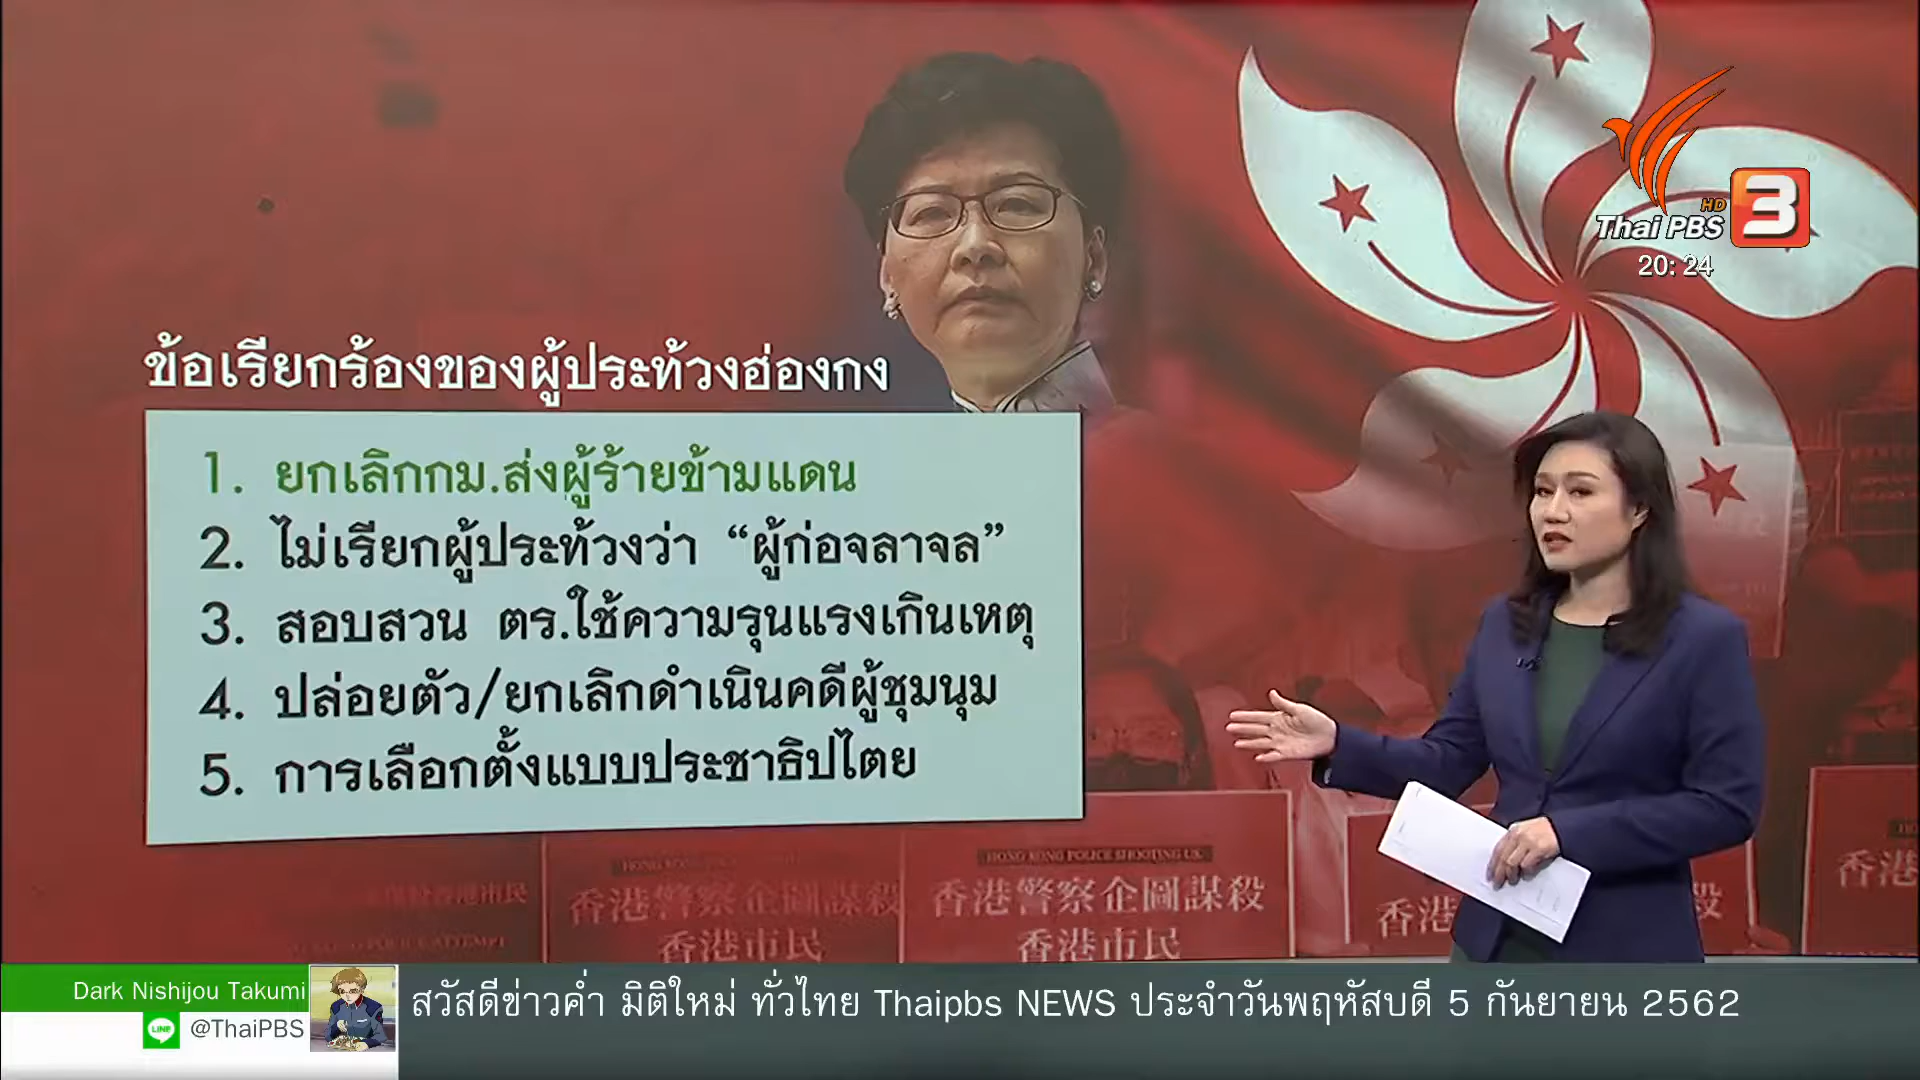 HD
Thai PBS 3
20:24
ข้อเรียกร้องของผู้ประท้วงฮ่องกง
1. ยกเลิกกม.ส่งผู้ร้ายข้ามแดน
2. ไม่เรียกผู้ประท้วงว่า “ผู้ก่อจลาจล”
3. สอบสวน ตร.ใช้ความรุนแรงเกินเหตุ
4. ปล่อยตัว/ยกเลิกดำเนินคดีผู้ชุมนุม
5. การเลือกตั้งแบบประชาธิปไตย
HONG KONG POLICE SHOOTING US
香港警察企圖謀殺
香港市民
香港警察企圖謀殺
香港市民
Dark Nishijou Takumi
LINE @ThaiPBS
สวัสดีข่าวค่ำ มิติใหม่ ทั่วไทย Thaipbs NEWS ประจำวันพฤหัสบดี 5 กันยายน 2562